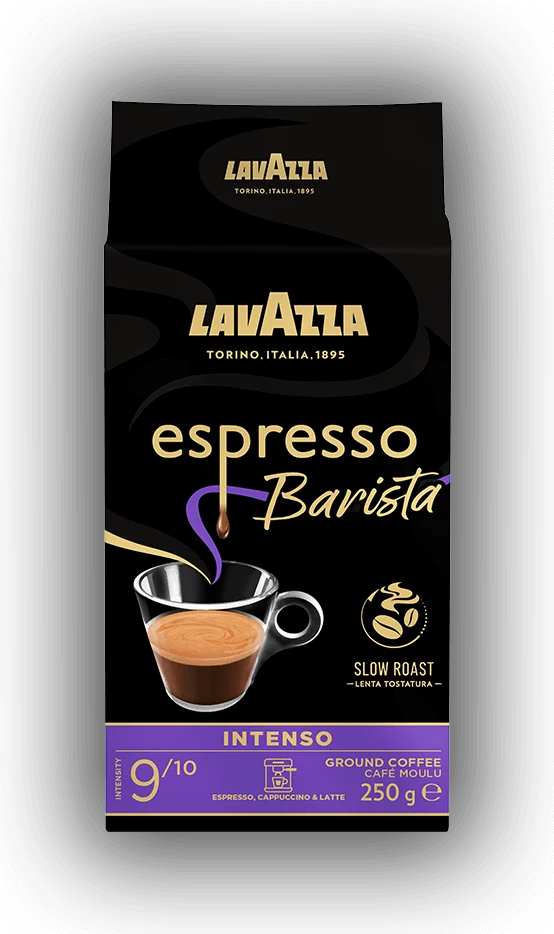 LAVAZZA
TORINO, ITALIA, 1895
LAVAZZA
TORINO, ITALIA, 1895
espresso
Barista
SLOW ROAST
LENTA TOSTATURA
INTENSO
INTENSITY
9/10
ESPRESSO, CAPPUCCINO & LATTE
GROUND COFFEE
CAFÉ MOULU
250 g ℮